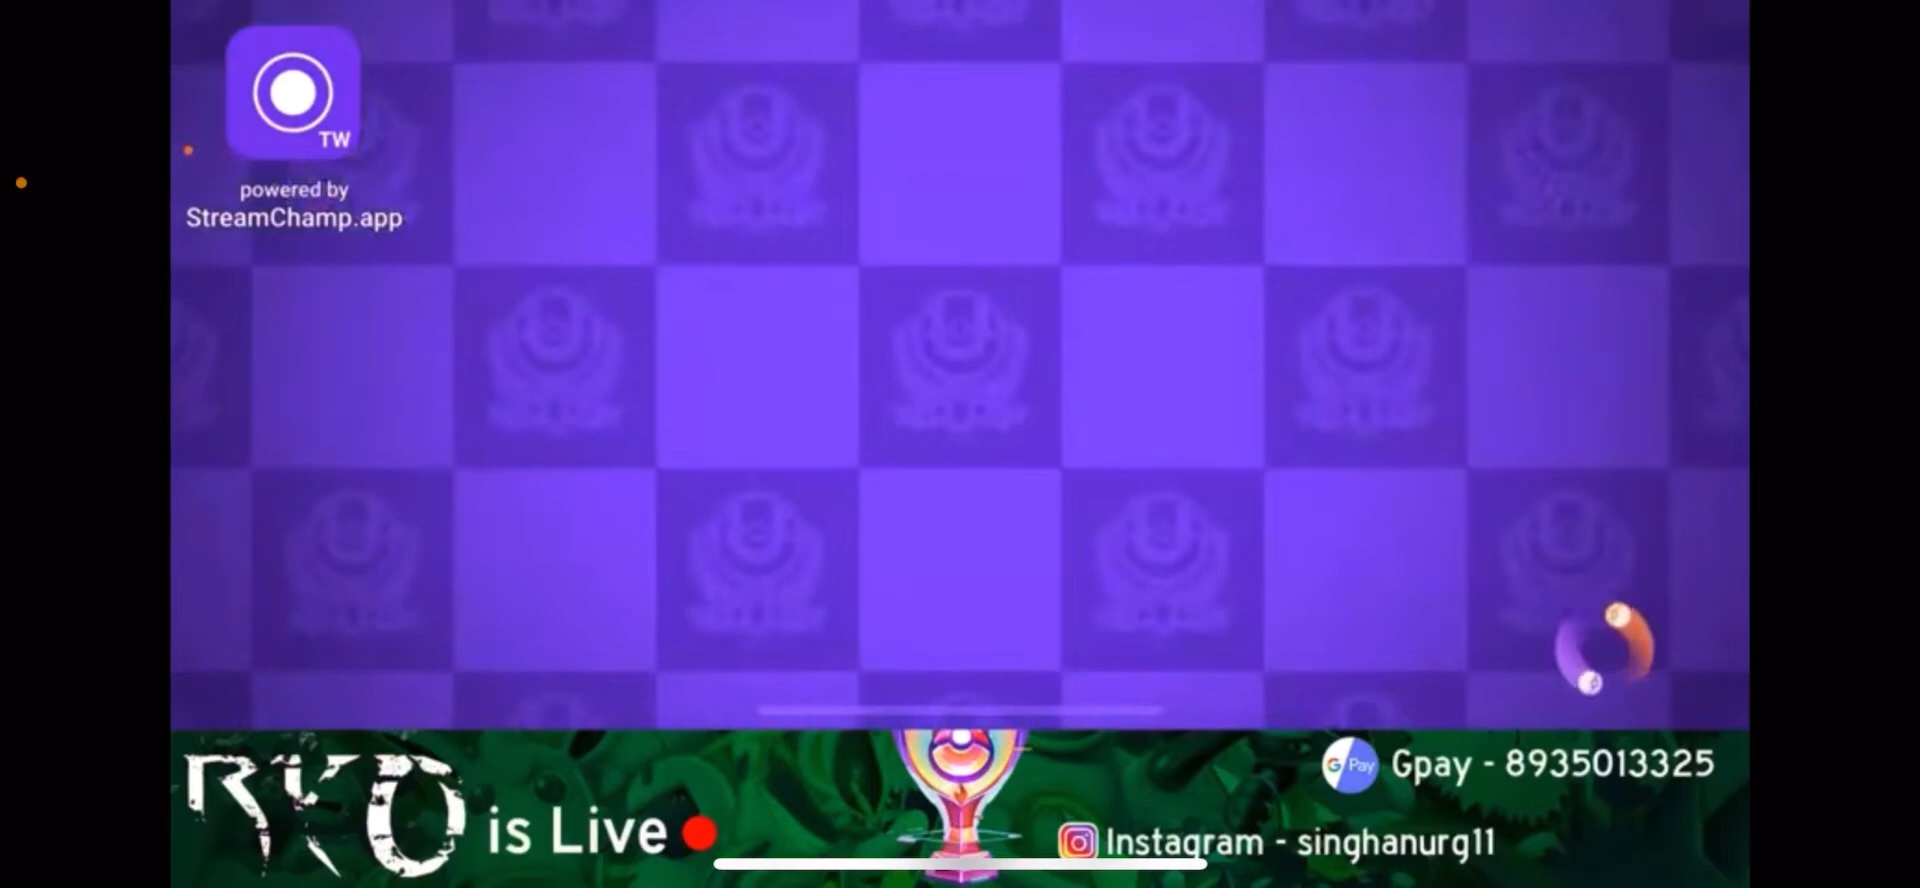 TW
powered by
StreamChamp.app
RKO is Live
G Pay Gpay - 8935013325
Instagram - singhanurg11